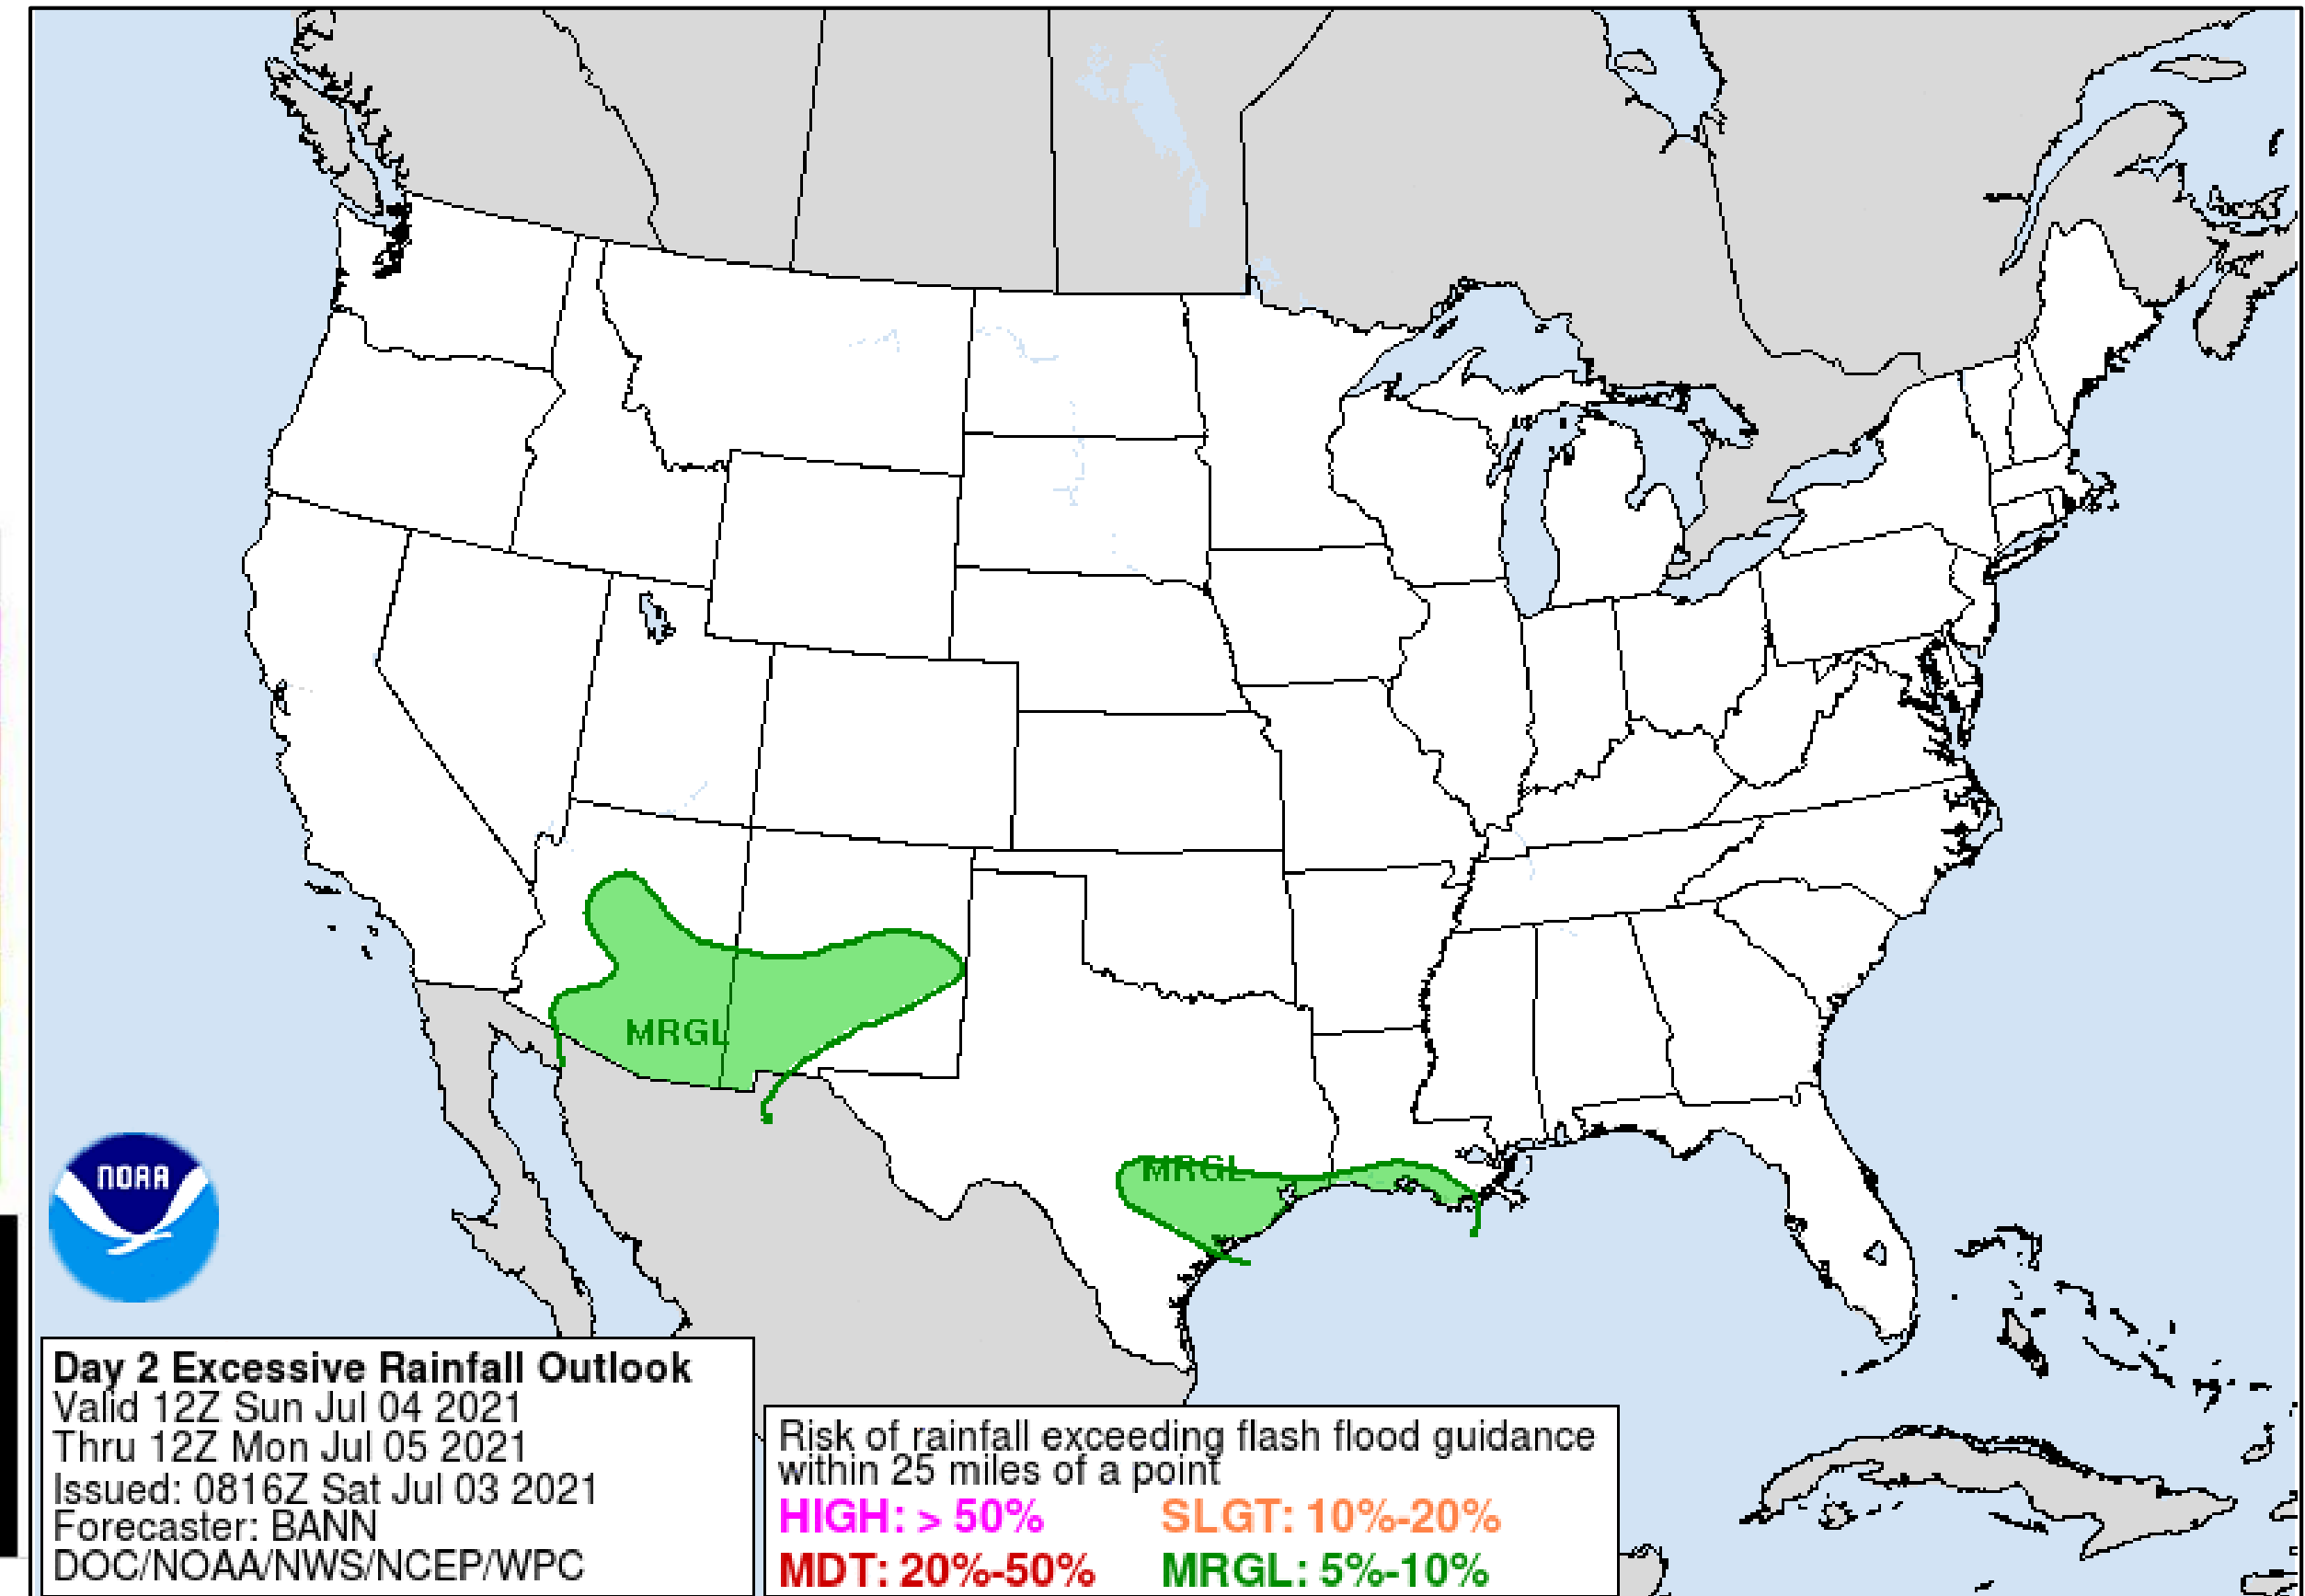 MRGL
MRGL
NOAA
Day 2 Excessive Rainfall Outlook
Valid 12Z Sun Jul 04 2021
Thru 12Z Mon Jul 05 2021
Issued: 0816Z Sat Jul 03 2021
Forecaster: BANN
DOC/NOAA/NWS/NCEP/WPC
Risk of rainfall exceeding flash flood guidance
within 25 miles of a point
HIGH: > 50% SLGT: 10%-20%
MDT: 20%-50% MRGL: 5%-10%